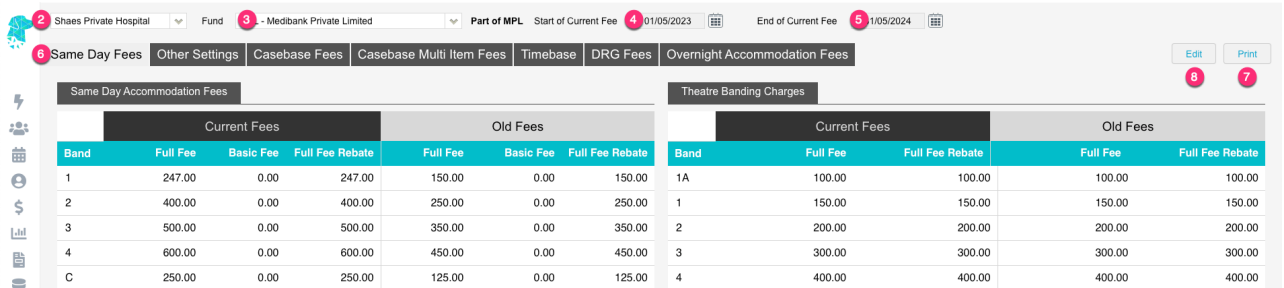 2 Shaes Private Hospital Fund 3 - Medibank Private Limited Part of MPL Start of Current Fee 4 01/05/2023 End of Current Fee 5 1/05/2024
6 Same Day Fees Other Settings Casebase Fees Casebase Multi Item Fees Timebase DRG Fees Overnight Accommodation Fees Edit Print
8 7
Same Day Accommodation Fees Theatre Banding Charges
Current Fees Old Fees Current Fees Old Fees
Band Full Fee Basic Fee Full Fee Rebate Full Fee Basic Fee Full Fee Rebate Band Full Fee Full Fee Rebate Full Fee Full Fee Rebate
1 247.00 0.00 247.00 150.00 0.00 150.00 1A 100.00 100.00 100.00 100.00
2 400.00 0.00 400.00 250.00 0.00 250.00 1 150.00 150.00 150.00 150.00
3 500.00 0.00 500.00 350.00 0.00 350.00 2 200.00 200.00 200.00 200.00
4 600.00 0.00 600.00 450.00 0.00 450.00 3 300.00 300.00 300.00 300.00
C 250.00 0.00 250.00 125.00 0.00 125.00 4 400.00 400.00 400.00 400.00